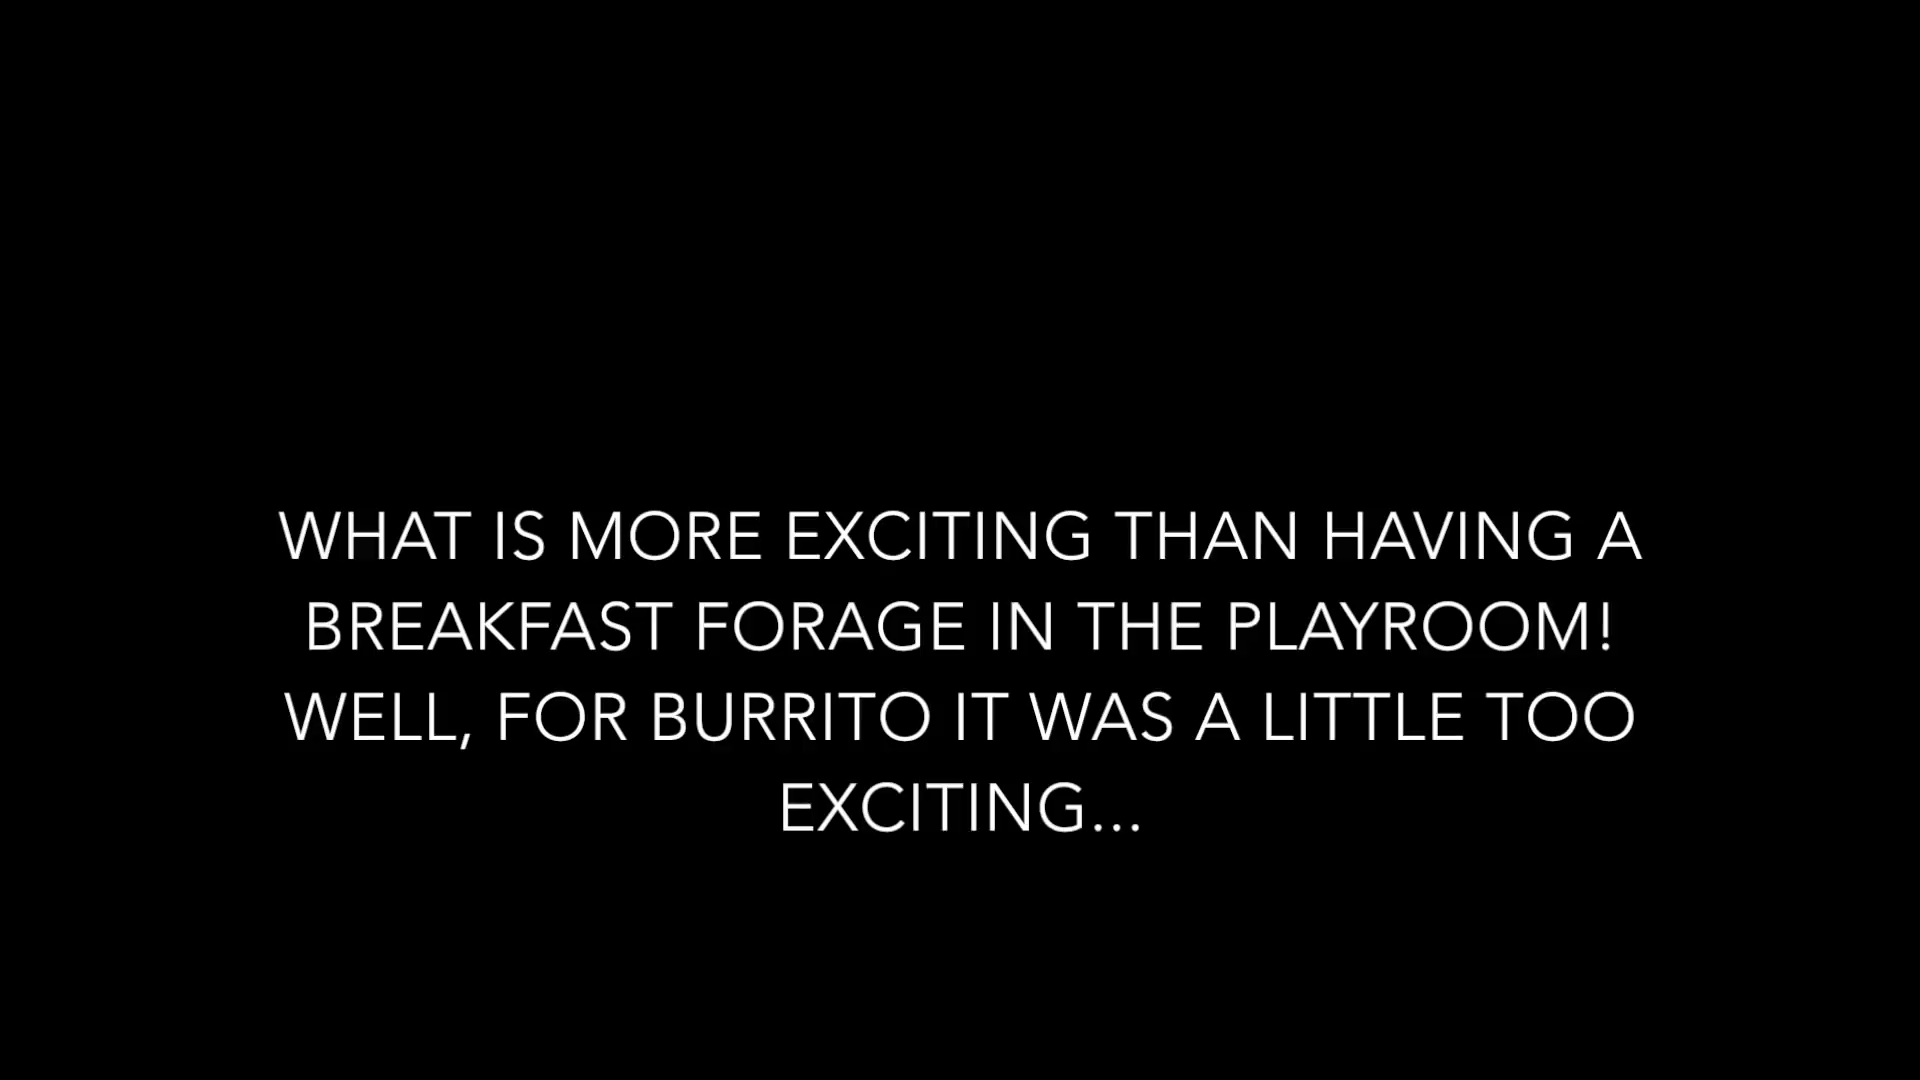 WHAT IS MORE EXCITING THAN HAVING A
BREAKFAST FORAGE IN THE PLAYROOM!
WELL, FOR BURRITO IT WAS A LITTLE TOO
EXCITING...